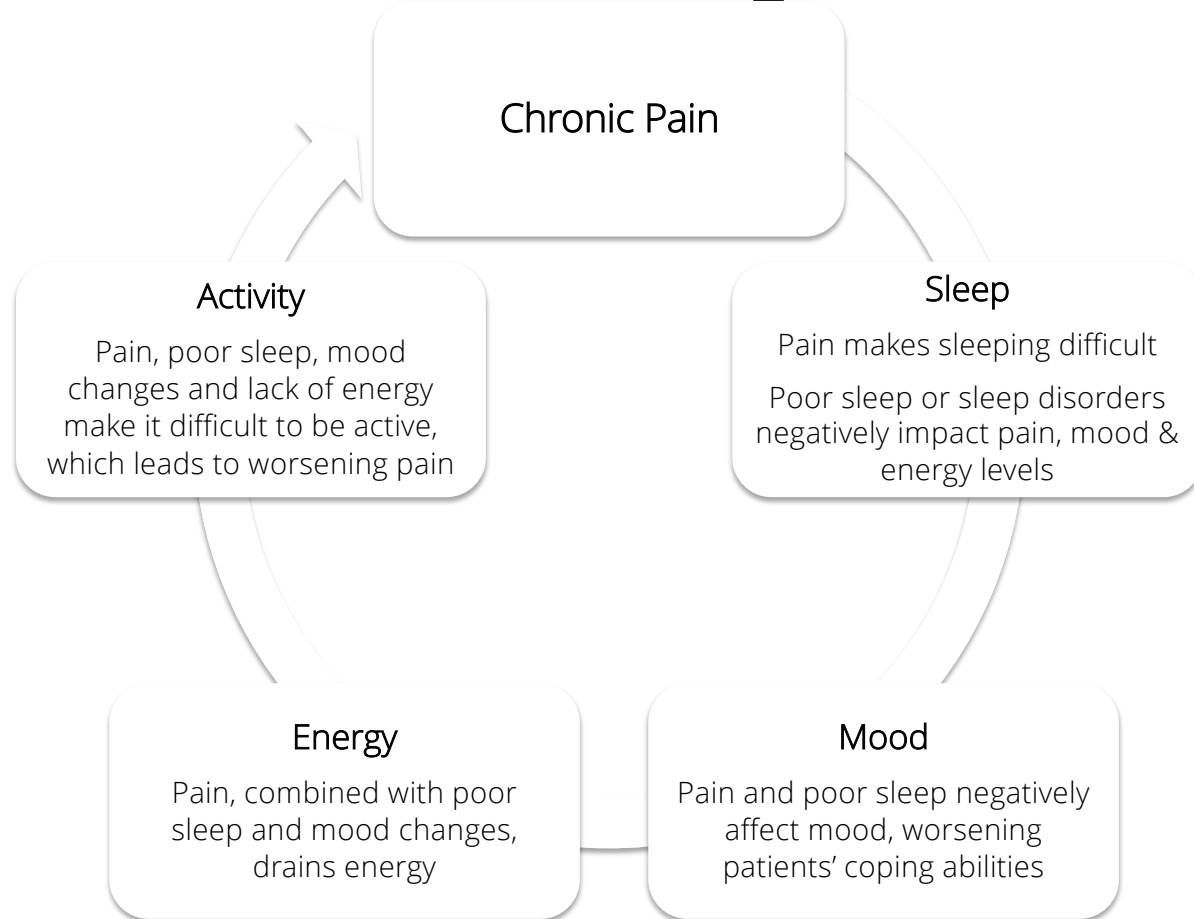 Chronic Pain
Sleep
Pain makes sleeping difficult
Poor sleep or sleep disorders
negatively impact pain, mood &
energy levels
Mood
Pain and poor sleep negatively
affect mood, worsening
patients’ coping abilities
Energy
Pain, combined with poor
sleep and mood changes,
drains energy
Activity
Pain, poor sleep, mood
changes and lack of energy
make it difficult to be active,
which leads to worsening pain